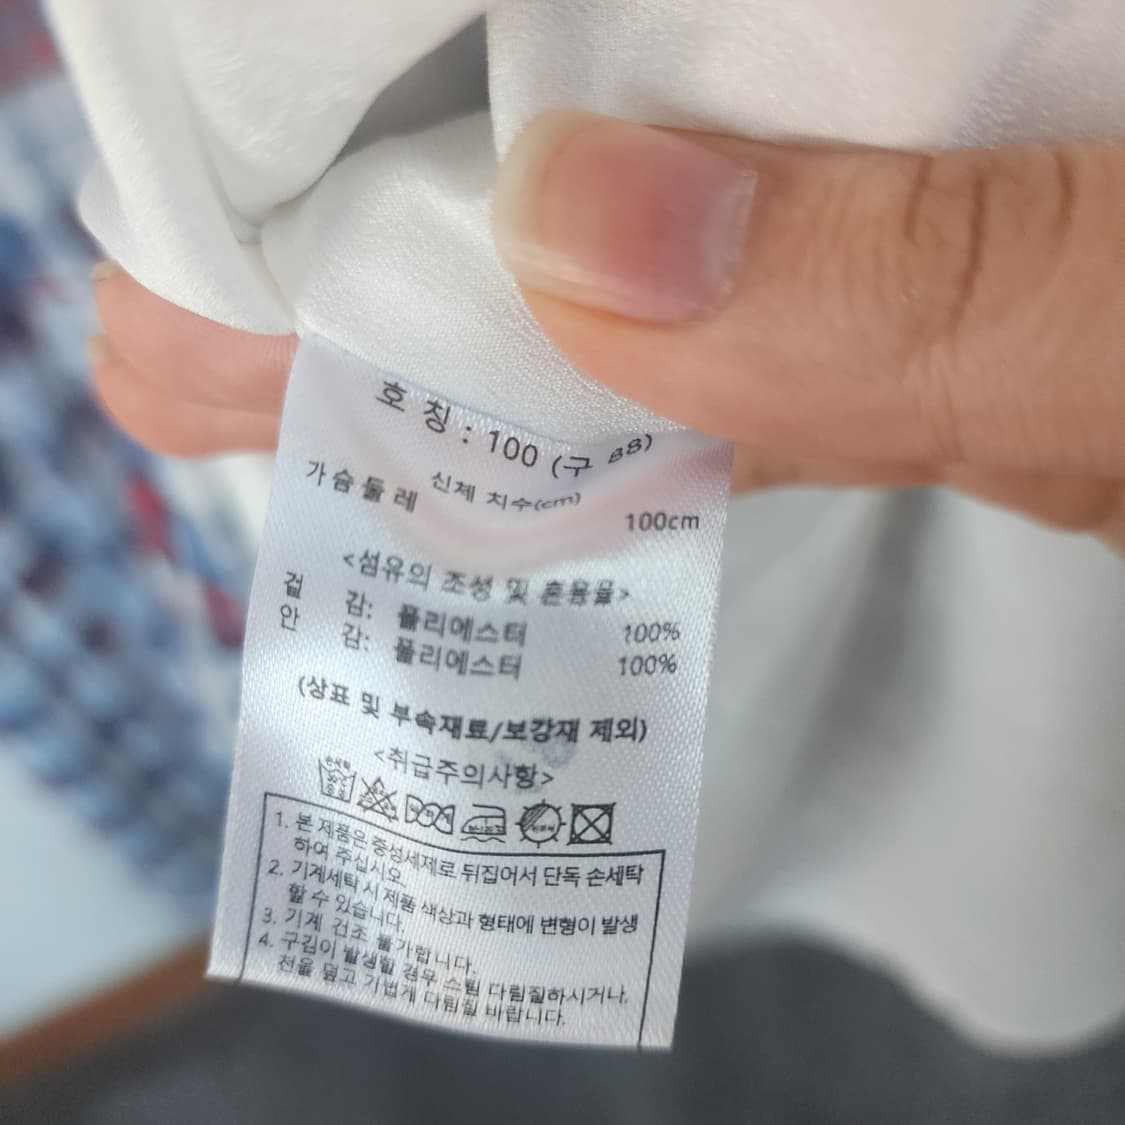 호 칭 : 100 (구 88)
신체 치수(cm)
가슴둘레 100cm
<섬유의 조성 및 혼용율>
겉 감: 폴리에스터 100%
안 감: 폴리에스터 100%
(상표 및 부속재료/보강재 제외)
<취급주의사항>
1. 본 제품은 중성세제로 뒤집어서 단독 손세탁
하여 주십시오.
2. 기계세탁 시 제품 색상과 형태에 변형이 발생
할 수 있습니다.
3. 기계 건조 불가합니다.
4. 구김이 발생할 경우 스팀 다림질하시거나,
천을 덮고 가볍게 다림질 바랍니다.